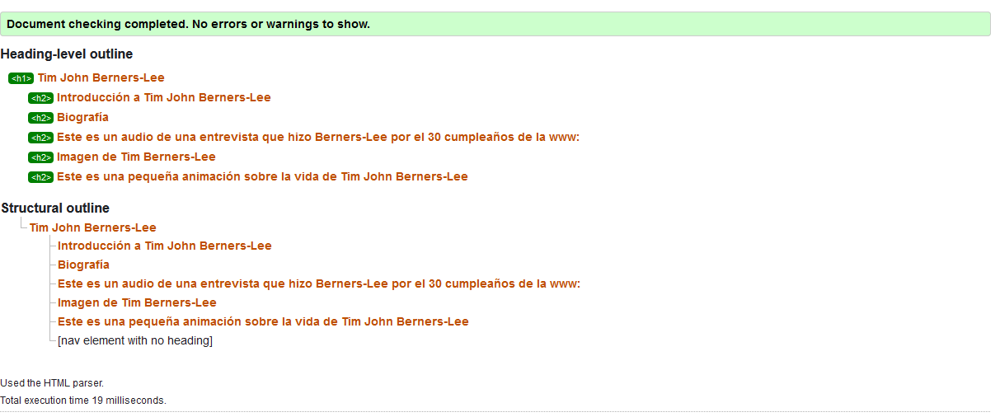 Document checking completed. No errors or warnings to show.
Heading-level outline
<h1> Tim John Berners-Lee
<h2> Introducción a Tim John Berners-Lee
<h2> Biografía
<h2> Este es un audio de una entrevista que hizo Berners-Lee por el 30 cumpleaños de la www:
<h2> Imagen de Tim Berners-Lee
<h2> Este es una pequeña animación sobre la vida de Tim John Berners-Lee
Structural outline
Tim John Berners-Lee
Introducción a Tim John Berners-Lee
Biografía
Este es un audio de una entrevista que hizo Berners-Lee por el 30 cumpleaños de la www:
Imagen de Tim Berners-Lee
Este es una pequeña animación sobre la vida de Tim John Berners-Lee
[nav element with no heading]
Used the HTML parser.
Total execution time 19 milliseconds.